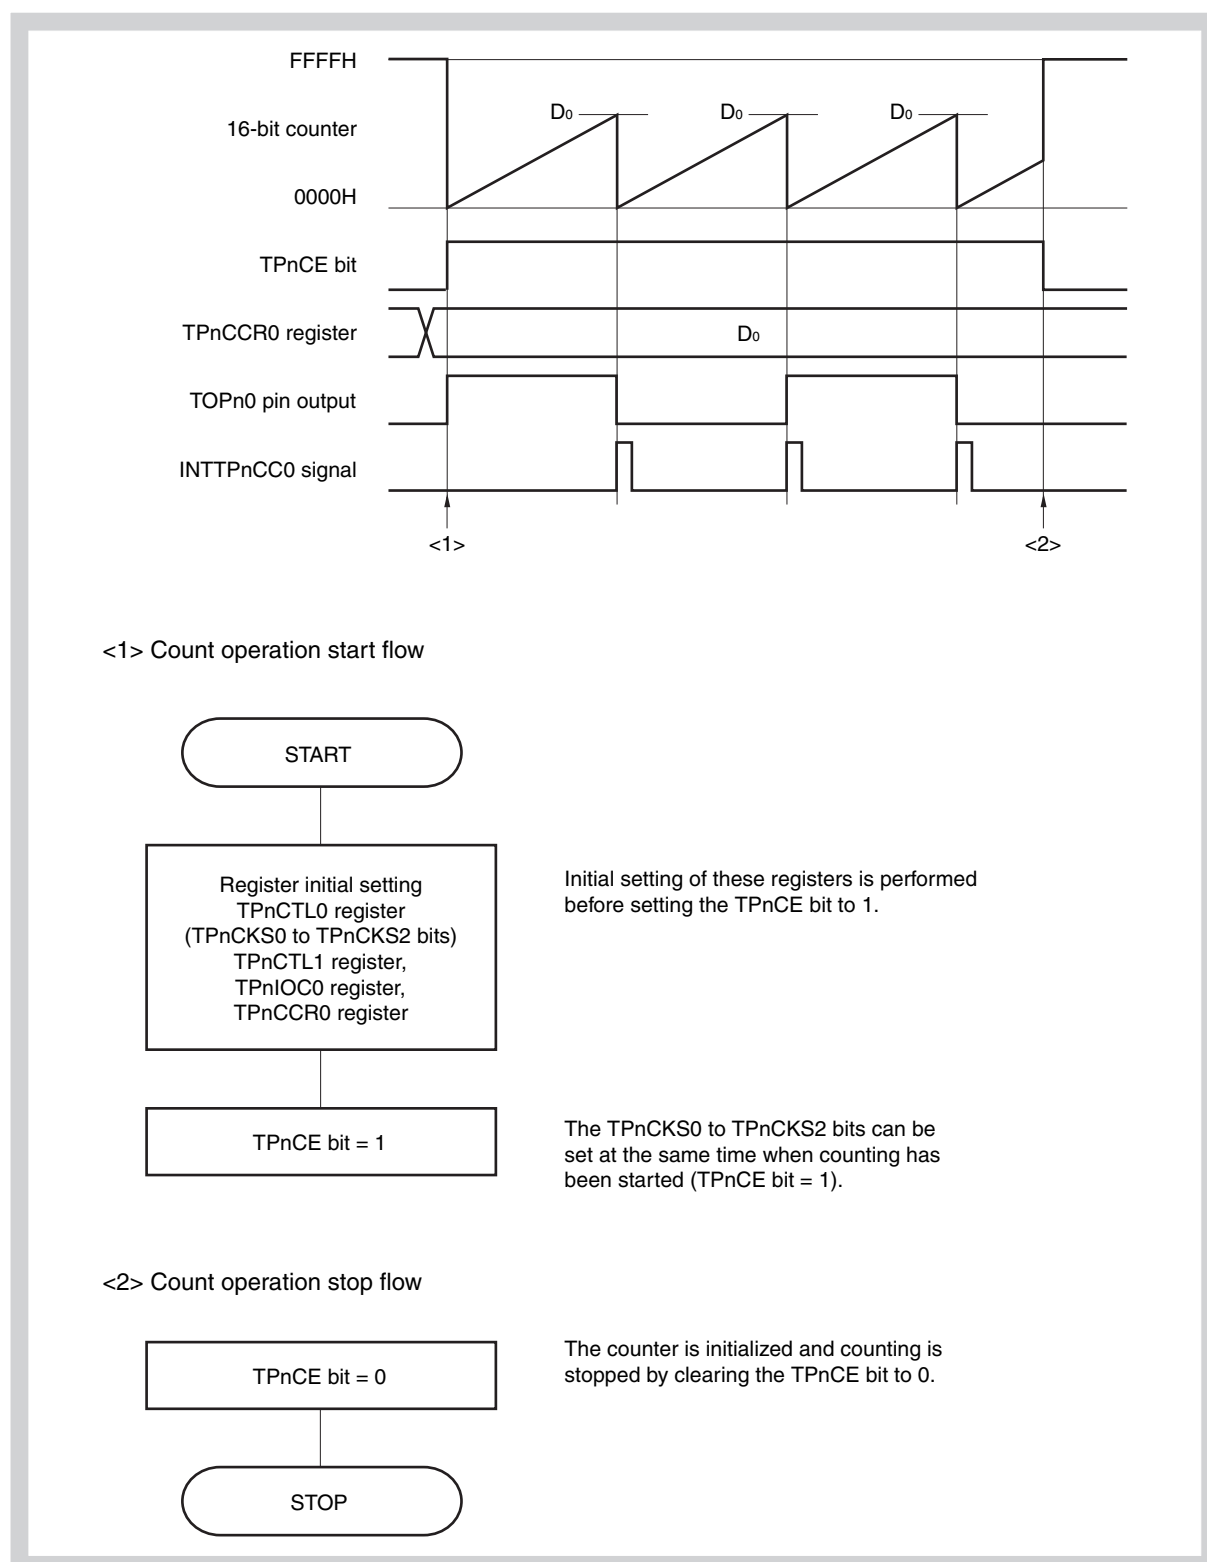 FFFFH
D0 D0 D0
16-bit counter
0000H
TPnCE bit
TPnCCR0 register D0
TOPn0 pin output
INTTPnCC0 signal
<1> <2>
<1> Count operation start flow
START
Register initial setting
TPnCTL0 register
(TPnCKS0 to TPnCKS2 bits)
TPnCTL1 register,
TPnIOC0 register,
TPnCCR0 register
Initial setting of these registers is performed
before setting the TPnCE bit to 1.
TPnCE bit = 1
The TPnCKS0 to TPnCKS2 bits can be
set at the same time when counting has
been started (TPnCE bit = 1).
<2> Count operation stop flow
TPnCE bit = 0
The counter is initialized and counting is
stopped by clearing the TPnCE bit to 0.
STOP